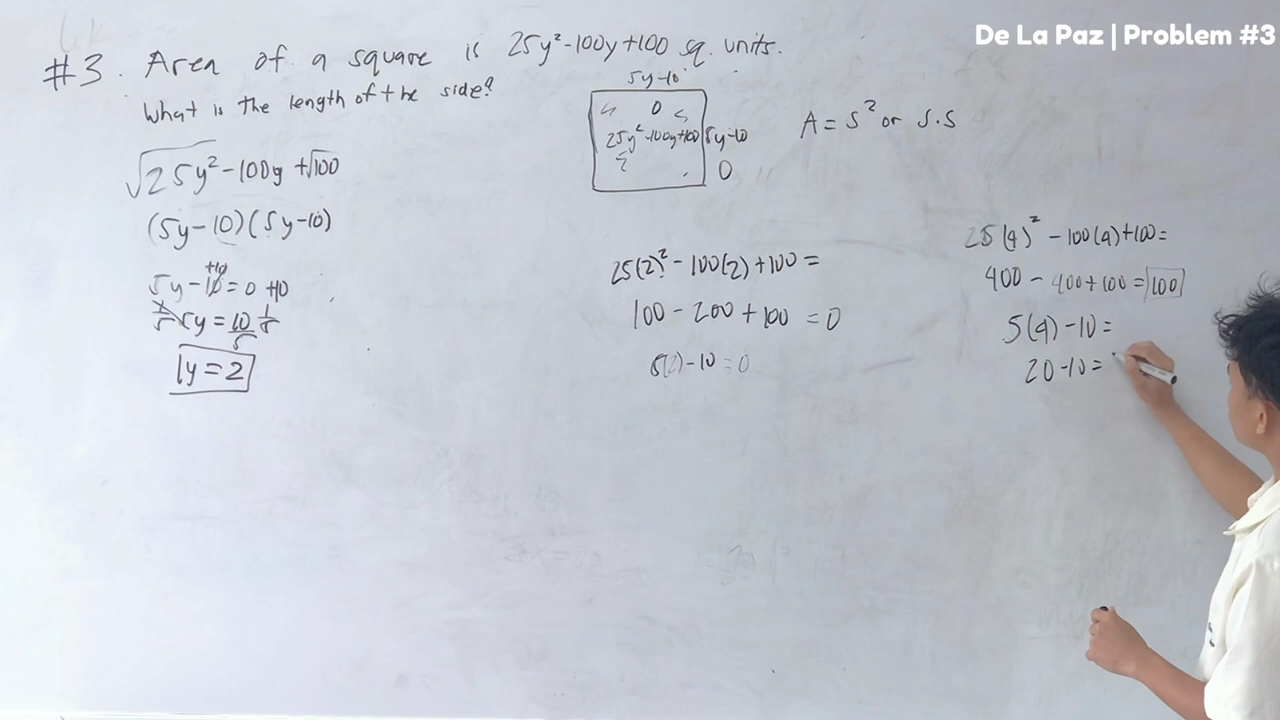 De La Paz | Problem #3
#3. Area of a square is 25y²-100y+100 sq. units.
What is the length of the side?
5y-10
0
25y²-100y+100
5y-10
0
A = S² or S.S
√25y²-100y+√100
(5y-10)(5y-10)
+10
5y-10=0+10
5y = 10
5
y=2
25(2)²-100(2)+100=
100-200+100=0
5(2)-10=0
25(4)²-100(4)+100=
400-400+100=100
5(4)-10=
20-10=